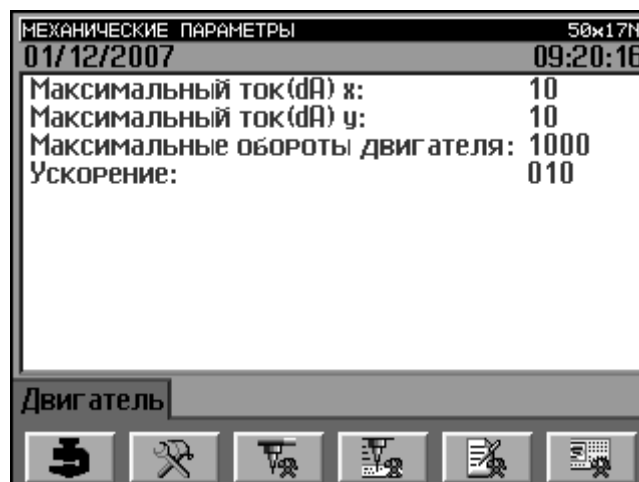 МЕХАНИЧЕСКИЕ ПАРАМЕТРЫ 50x17N
01/12/2007 09:20:16
Максимальный ток(dA) x: 10
Максимальный ток(dA) y: 10
Максимальные обороты двигателя: 1000
Ускорение: 010
Двигатель